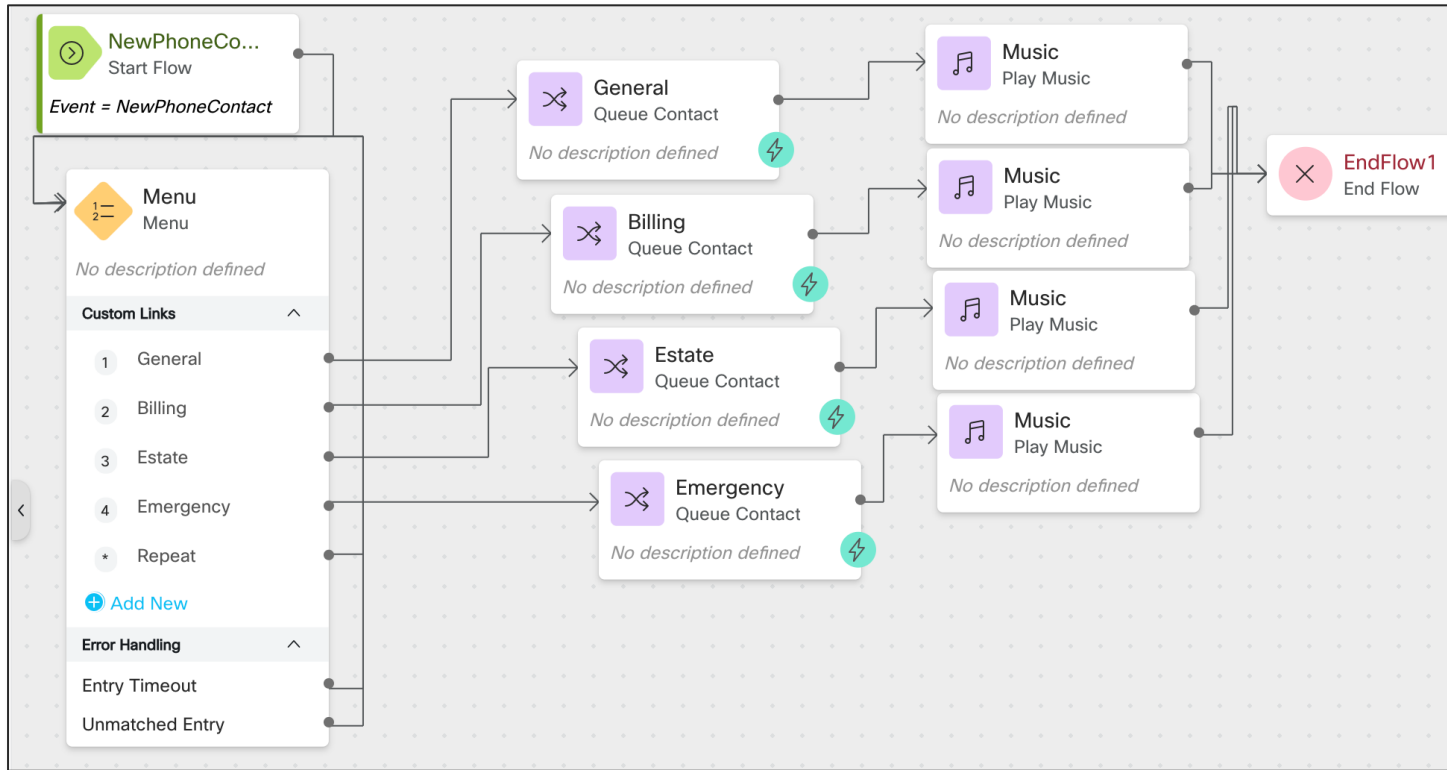 NewPhoneCo...
Start Flow
Event = NewPhoneContact
Menu
Menu
No description defined
Custom Links
1 General
2 Billing
3 Estate
4 Emergency
* Repeat
Add New
Error Handling
Entry Timeout
Unmatched Entry
General
Queue Contact
No description defined
Billing
Queue Contact
No description defined
Estate
Queue Contact
No description defined
Emergency
Queue Contact
No description defined
Music
Play Music
No description defined
Music
Play Music
No description defined
Music
Play Music
No description defined
Music
Play Music
No description defined
EndFlow1
End Flow